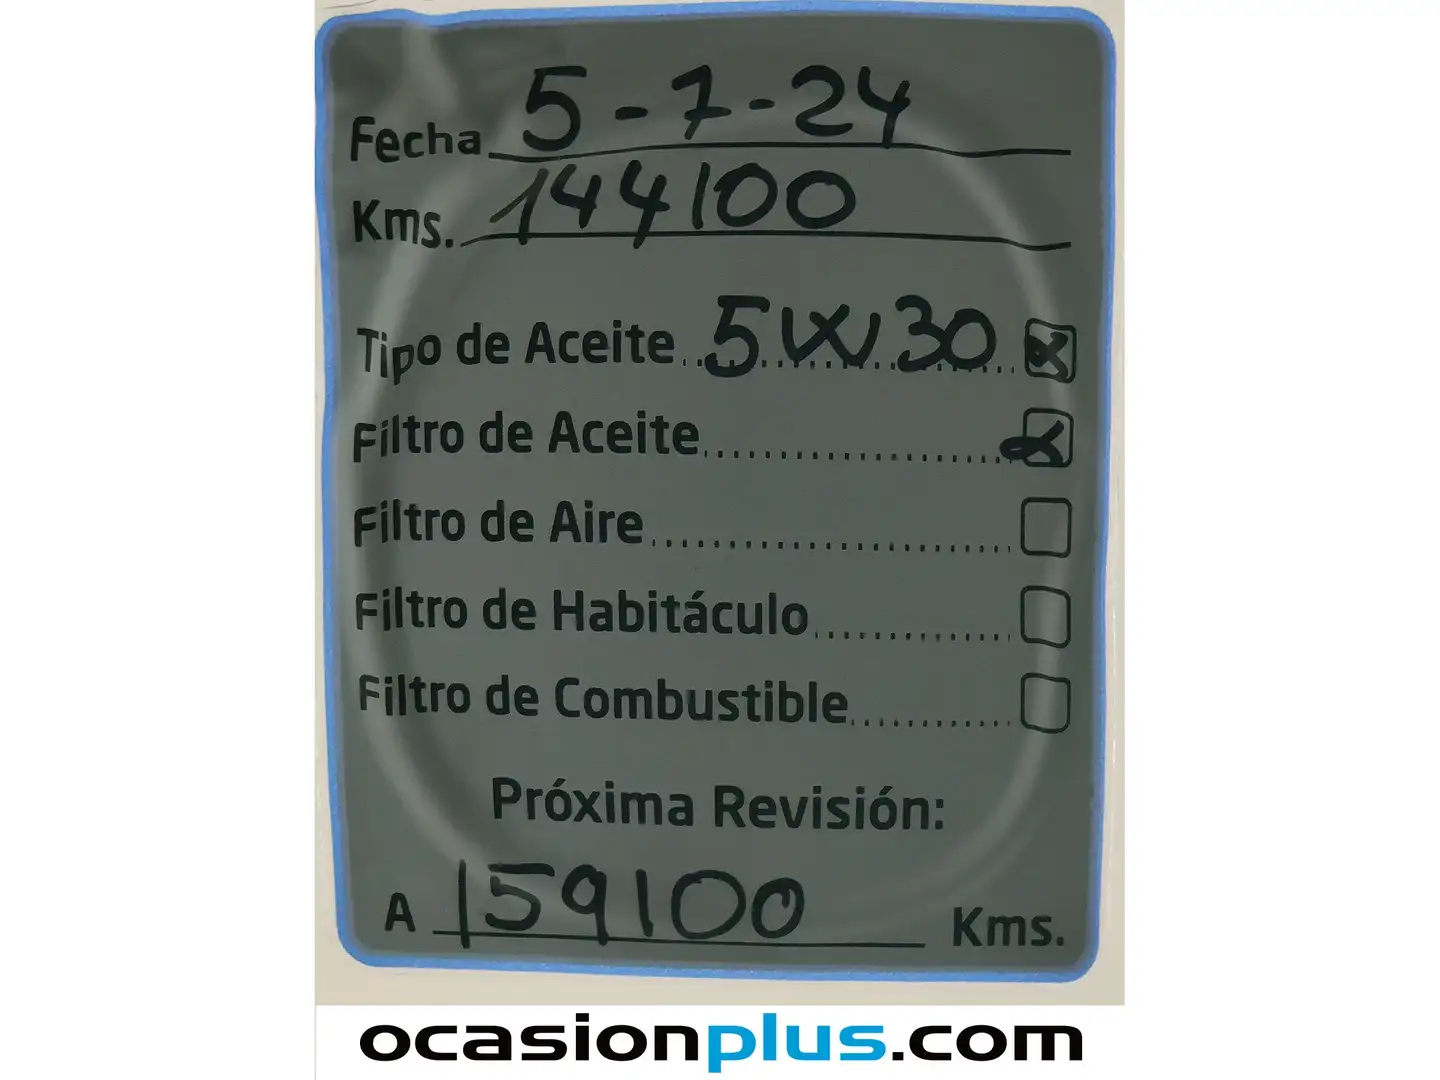 Fecha 5-7-24
Kms. 144100
Tipo de Aceite 5W30
Filtro de Aceite
Filtro de Aire
Filtro de Habitáculo
Filtro de Combustible
Próxima Revisión:
A 159100 Kms.
ocasionplus.com